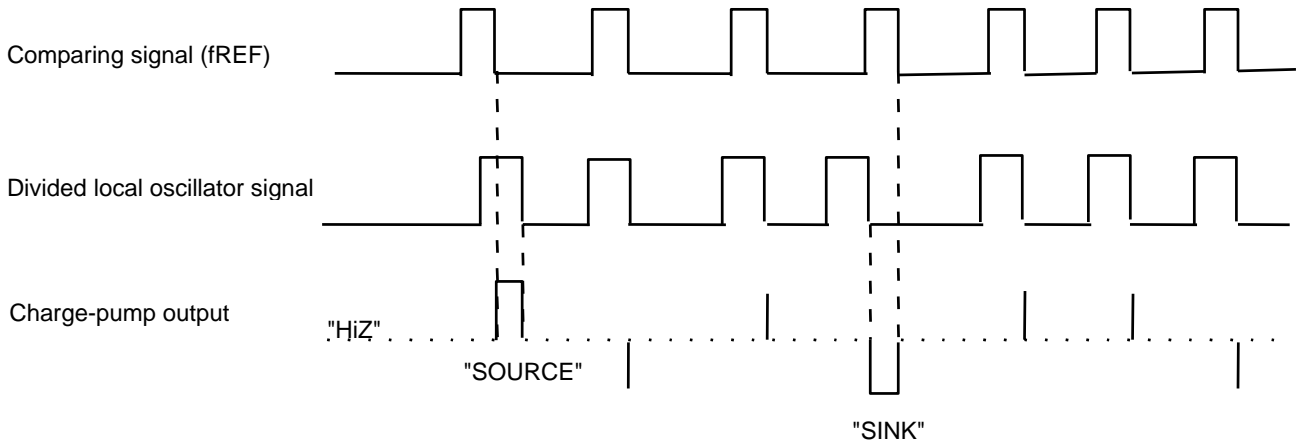 Comparing signal (fREF)
Divided local oscillator signal
Charge-pump output
"HiZ"
"SOURCE"
"SINK"